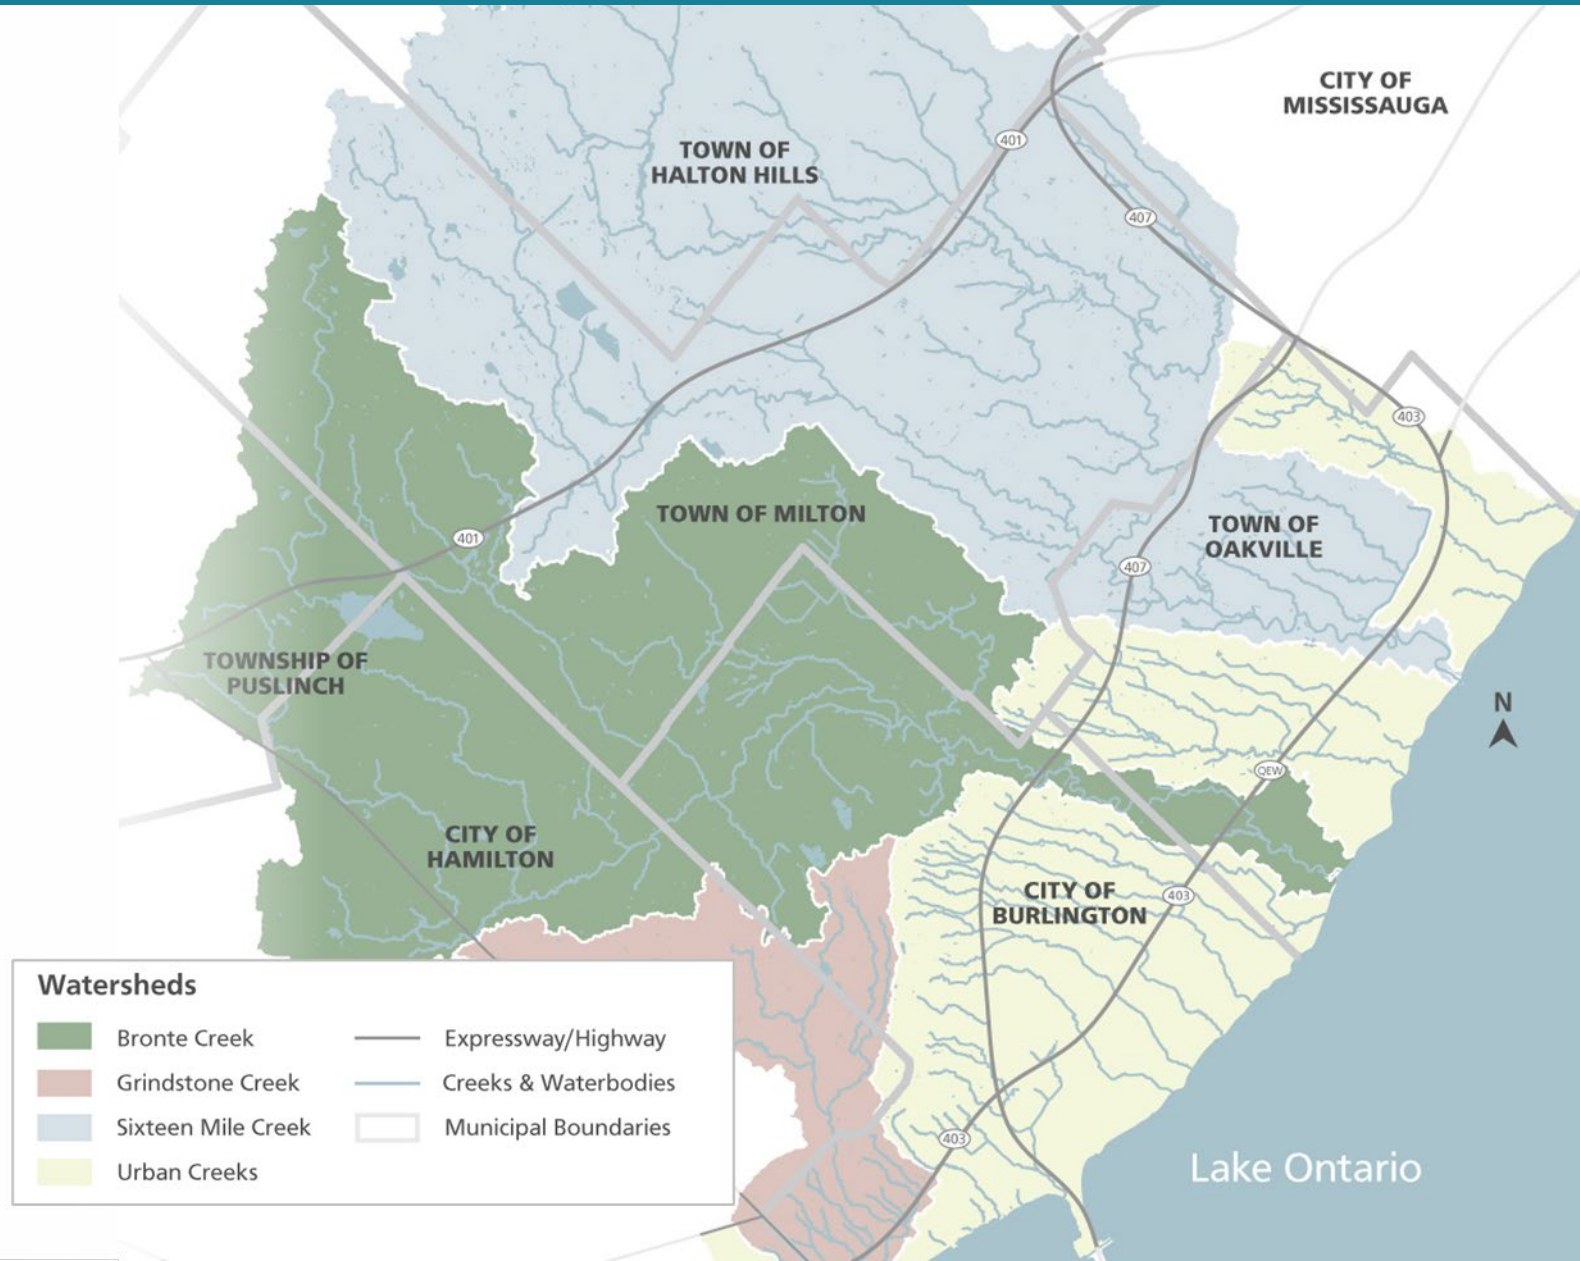 CITY OF
MISSISSAUGA
401
TOWN OF
HALTON HILLS
407
403
401
TOWN OF MILTON
TOWN OF
OAKVILLE
407
TOWNSHIP OF
PUSLINCH
N
QEW
CITY OF
HAMILTON
CITY OF
BURLINGTON
403
Watersheds
Bronte Creek
Grindstone Creek
Sixteen Mile Creek
Urban Creeks
Expressway/Highway
Creeks & Waterbodies
Municipal Boundaries
403
Lake Ontario